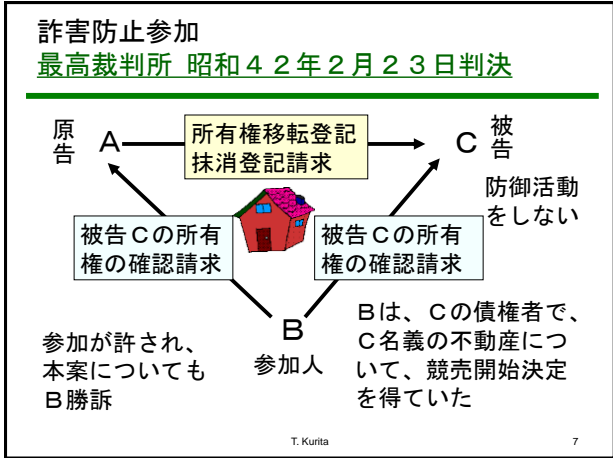 詐害防止参加
最高裁判所 昭和４２年２月２３日判決
原告
Ａ
所有権移転登記
抹消登記請求
Ｃ
被告
防御活動
をしない
被告Ｃの所有
権の確認請求
被告Ｃの所有
権の確認請求
Ｂ
参加人
参加が許され、
本案についても
Ｂ勝訴
Ｂは、Ｃの債権者で、
Ｃ名義の不動産につ
いて、競売開始決定
を得ていた
T. Kurita
7